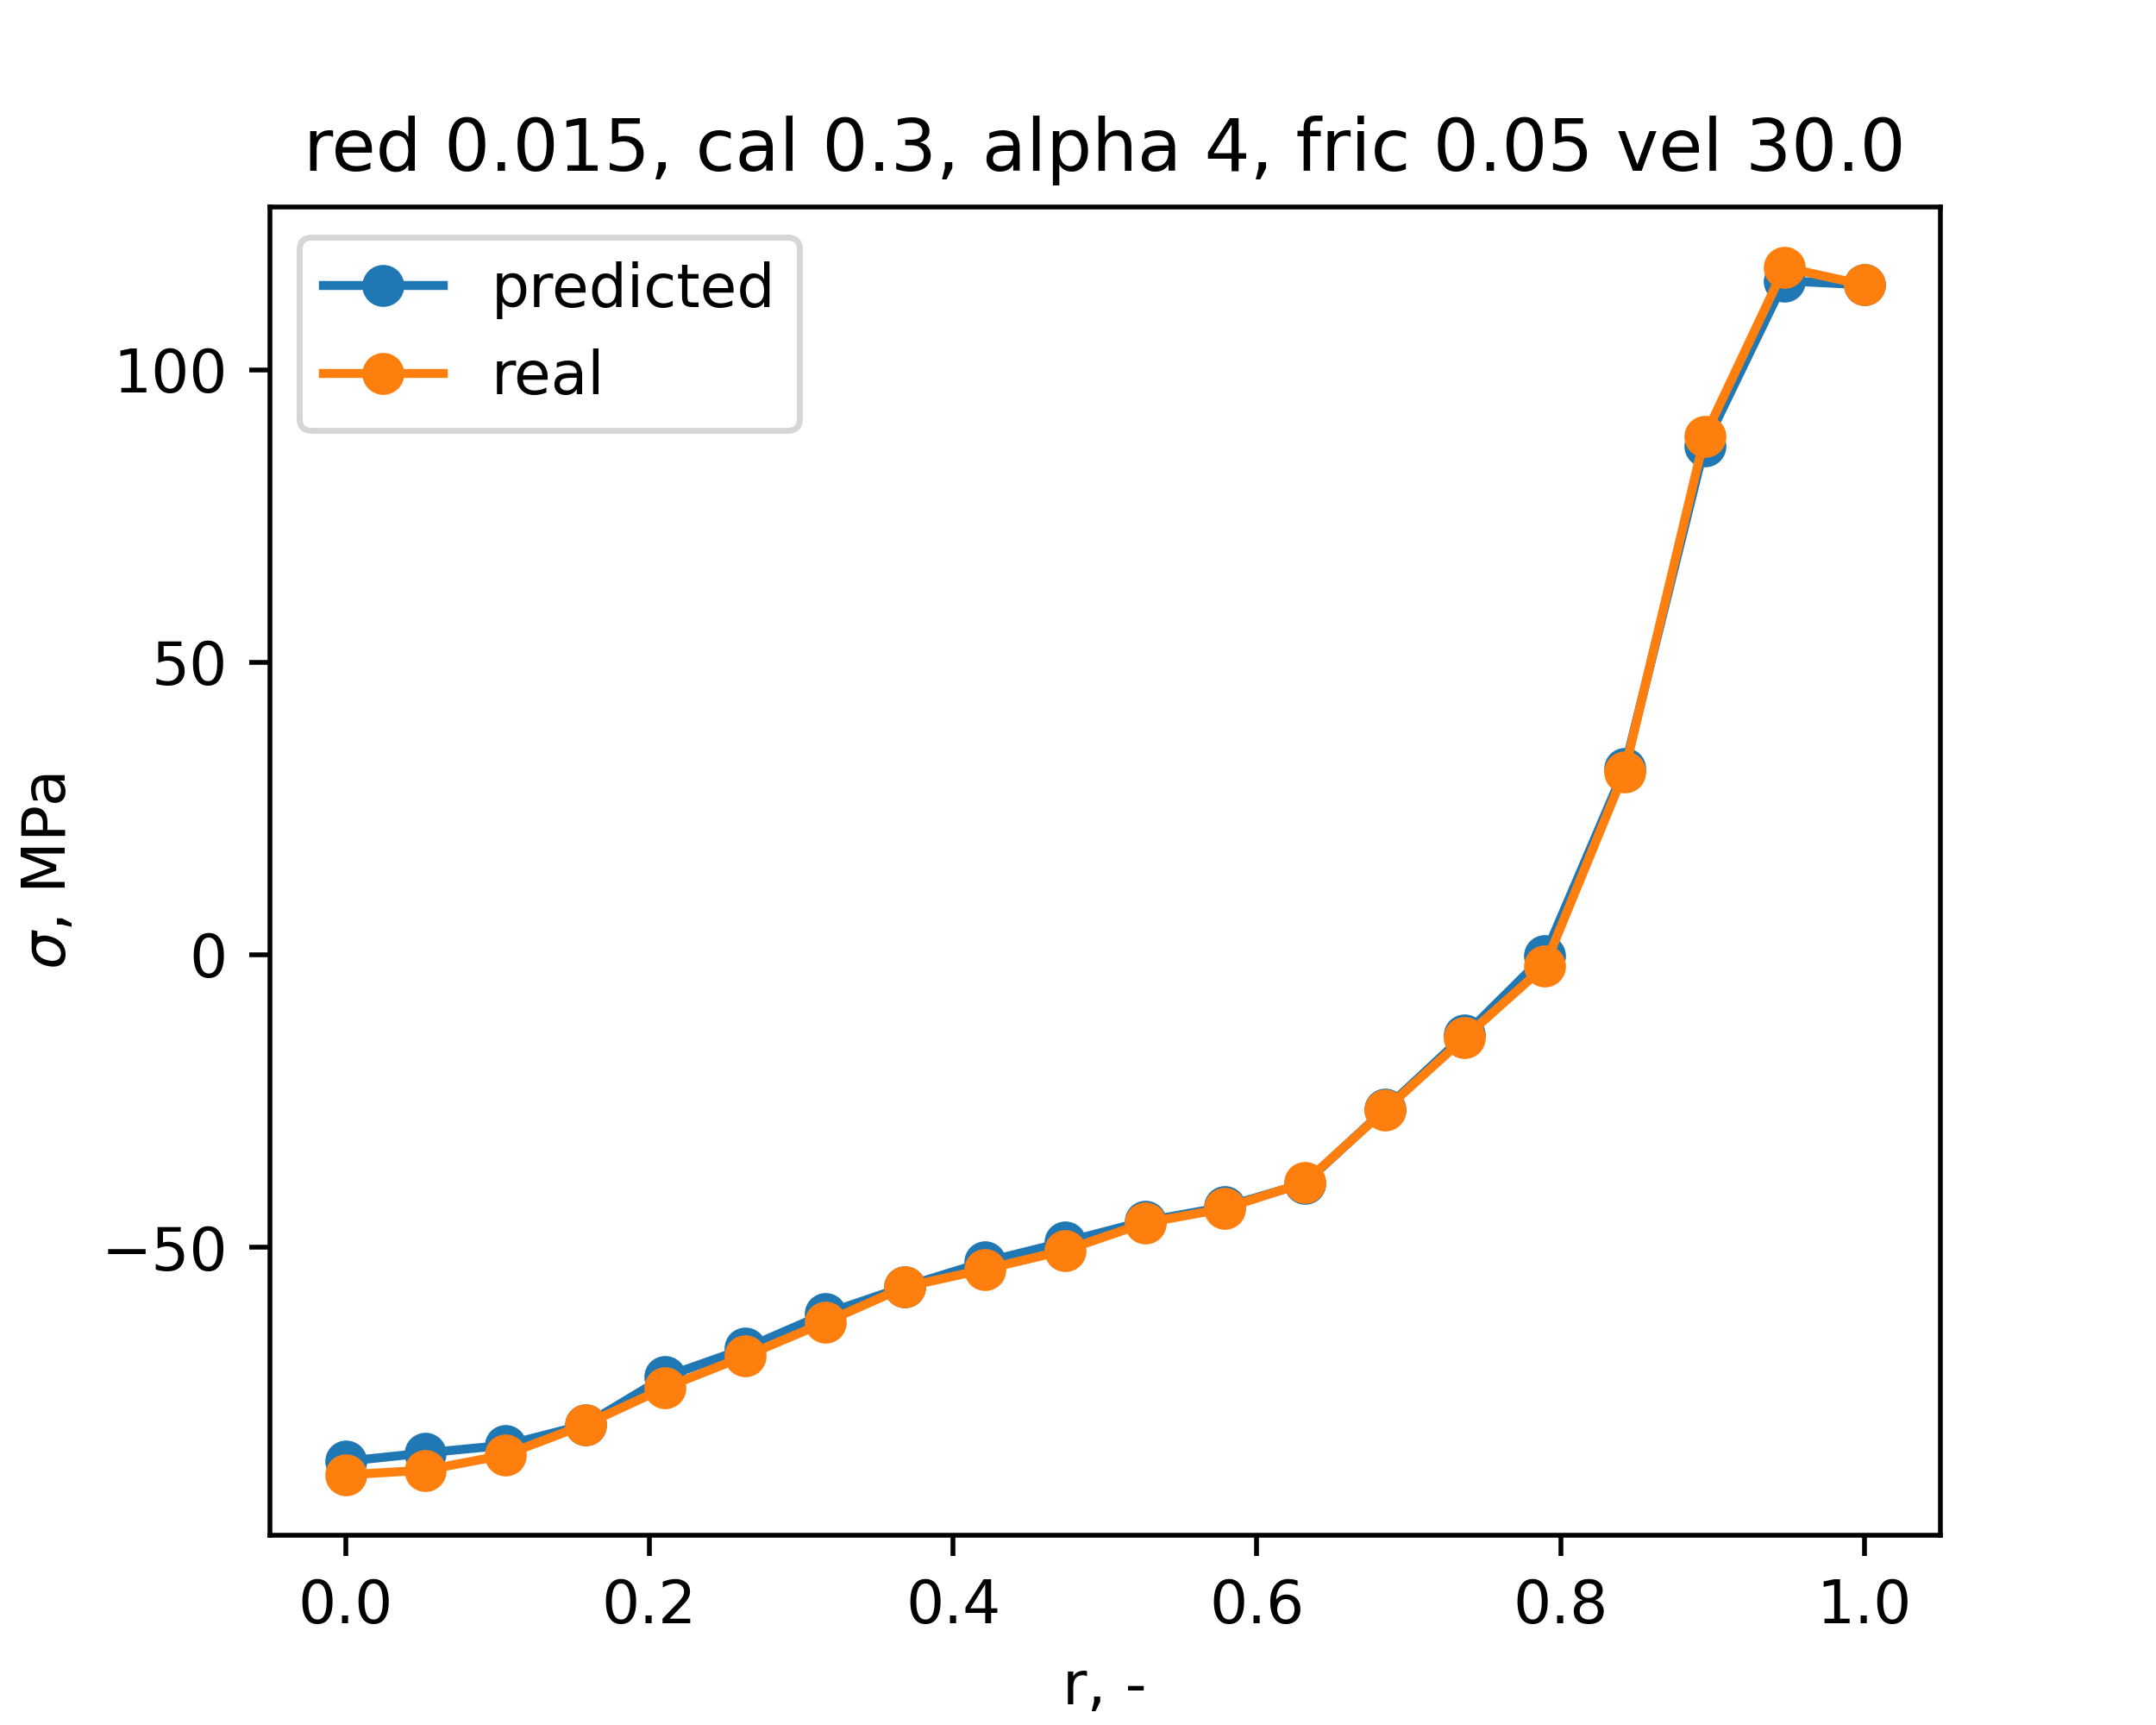 red 0.015, cal 0.3, alpha 4, fric 0.05 vel 30.0
predicted
real
100
50
0
−50
σ, MPa
0.0 0.2 0.4 0.6 0.8 1.0
r, -